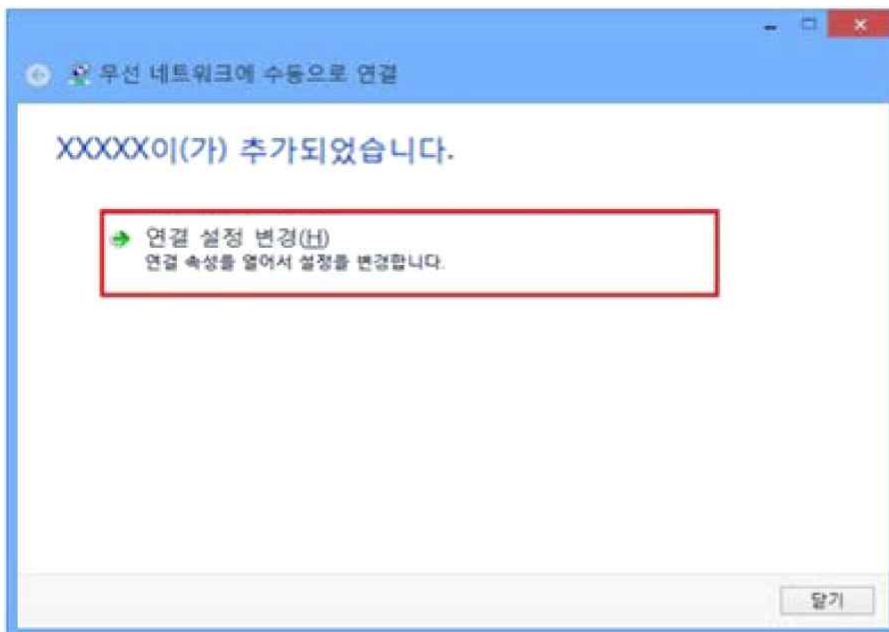 무선 네트워크에 수동으로 연결
XXXXX이(가) 추가되었습니다.
연결 설정 변경(H)
연결 속성을 열어서 설정을 변경합니다.
닫기